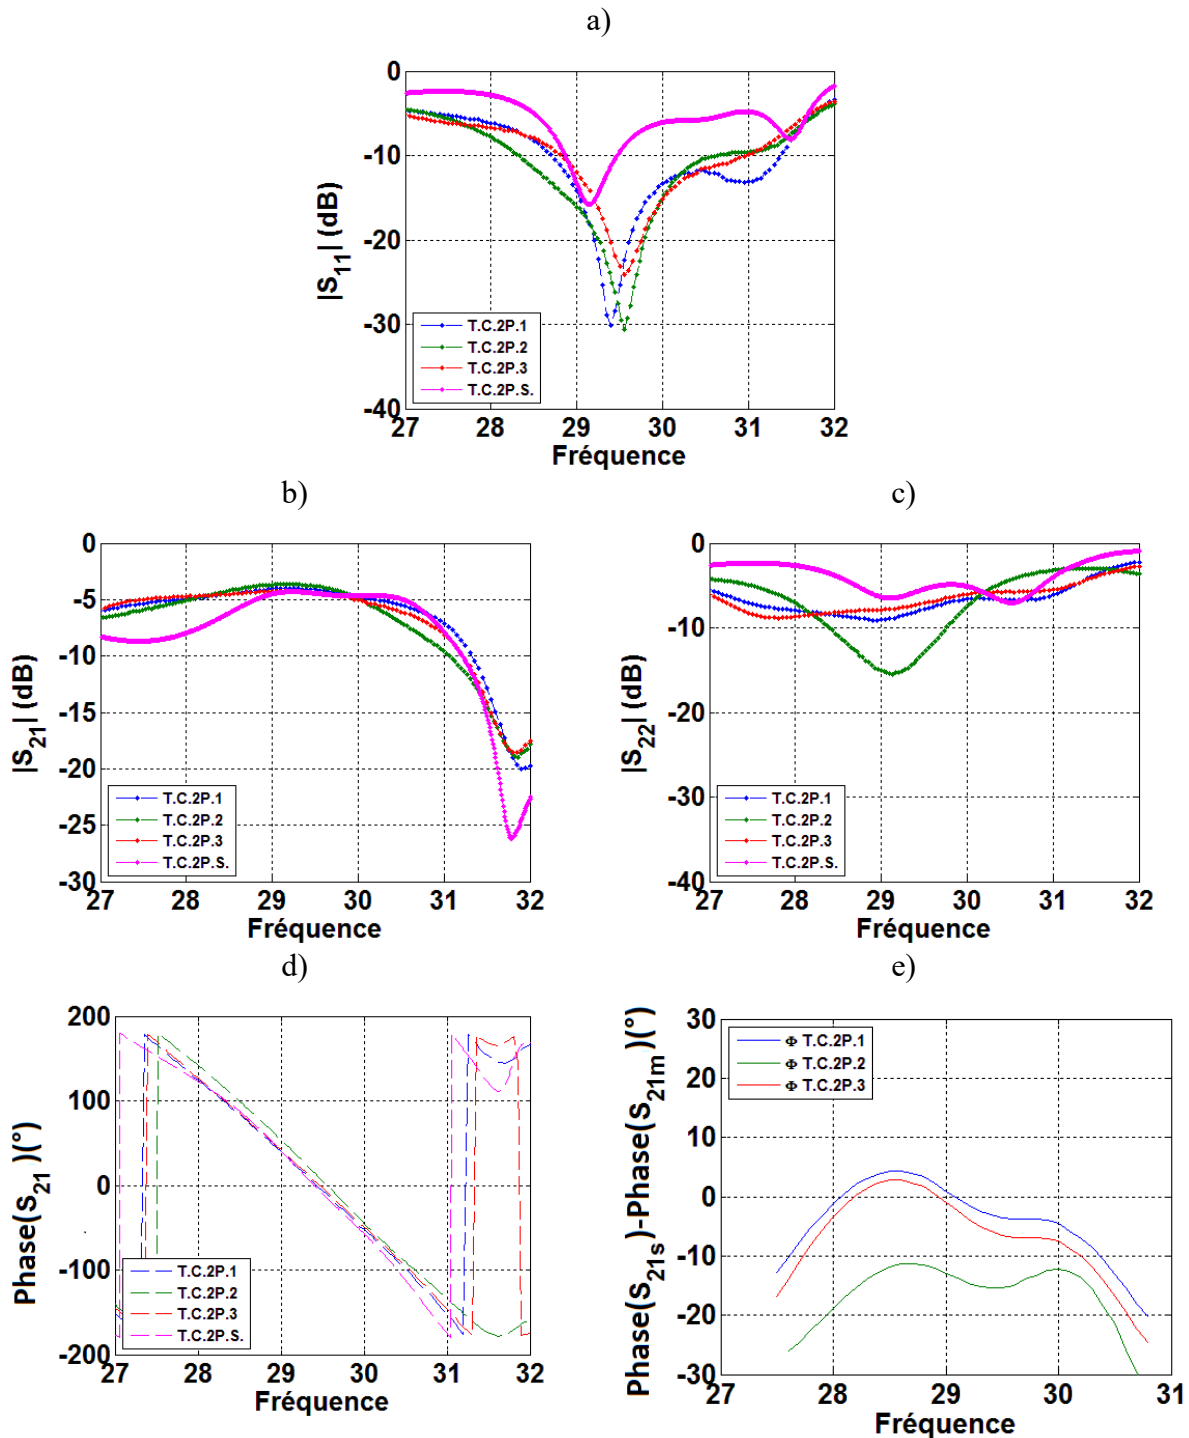 a)
0
-10
-20
-30
-40
|S11| (dB)
T.C.2P.1
T.C.2P.2
T.C.2P.3
T.C.2P.S.
27 28 29 30 31 32
Fréquence
b)
0
-5
-10
-15
-20
-25
-30
|S21| (dB)
T.C.2P.1
T.C.2P.2
T.C.2P.3
T.C.2P.S.
27 28 29 30 31 32
Fréquence
c)
0
-10
-20
-30
-40
|S22| (dB)
T.C.2P.1
T.C.2P.2
T.C.2P.3
T.C.2P.S.
27 28 29 30 31 32
Fréquence
d)
200
100
0
-100
-200
Phase(S21)(°)
T.C.2P.1
T.C.2P.2
T.C.2P.3
T.C.2P.S.
27 28 29 30 31 32
Fréquence
e)
30
20
10
0
-10
-20
-30
Phase(S21s)-Phase(S21m)(°)
Φ T.C.2P.1
Φ T.C.2P.2
Φ T.C.2P.3
27 28 29 30 31
Fréquence